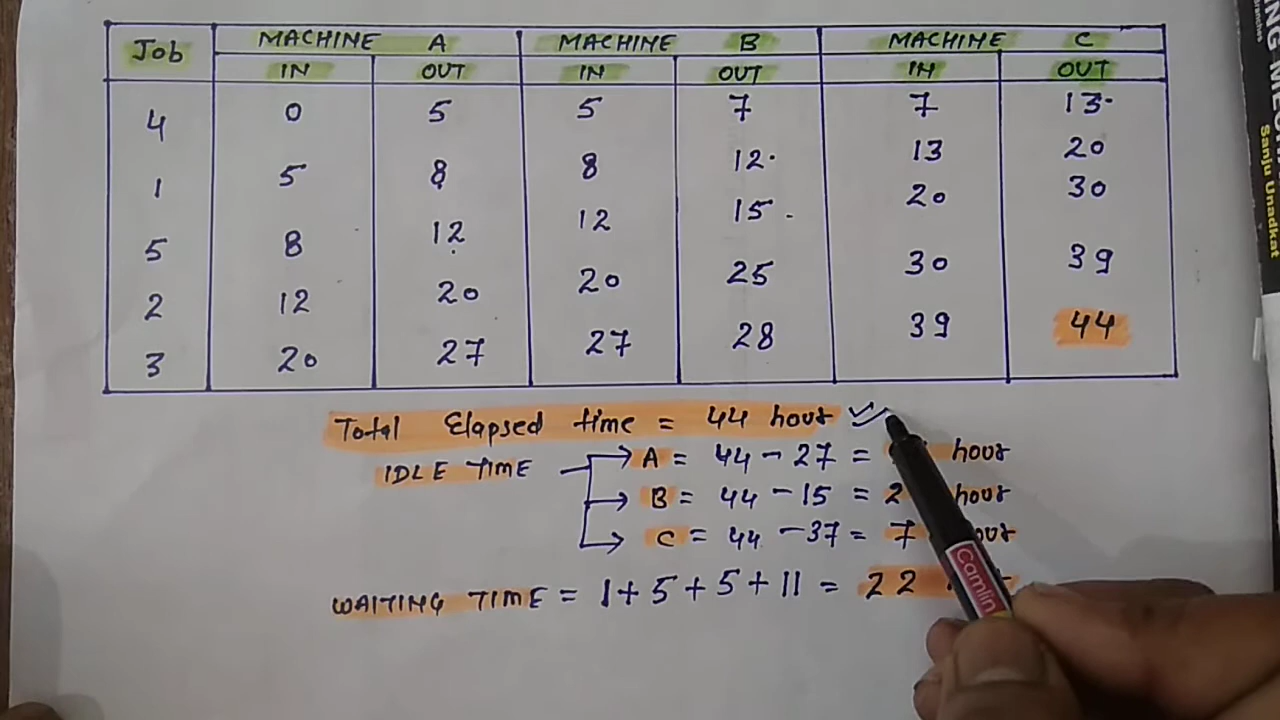 Job MACHINE A MACHINE B MACHINE C
IN OUT IN OUT IN OUT
4 0 5 5 7 7 13
1 5 8 8 12 13 20
5 8 12 12 15 20 30
2 12 20 20 25 30 39
3 20 27 27 28 39 44
Total Elapsed time = 44 hour
IDLE TIME A = 44 - 27 = hour
B = 44 - 15 = 2 hour
C = 44 - 37 = 7
WAITING TIME = 1 + 5 + 5 + 11 = 22
Camlin
Sanju Unadkat